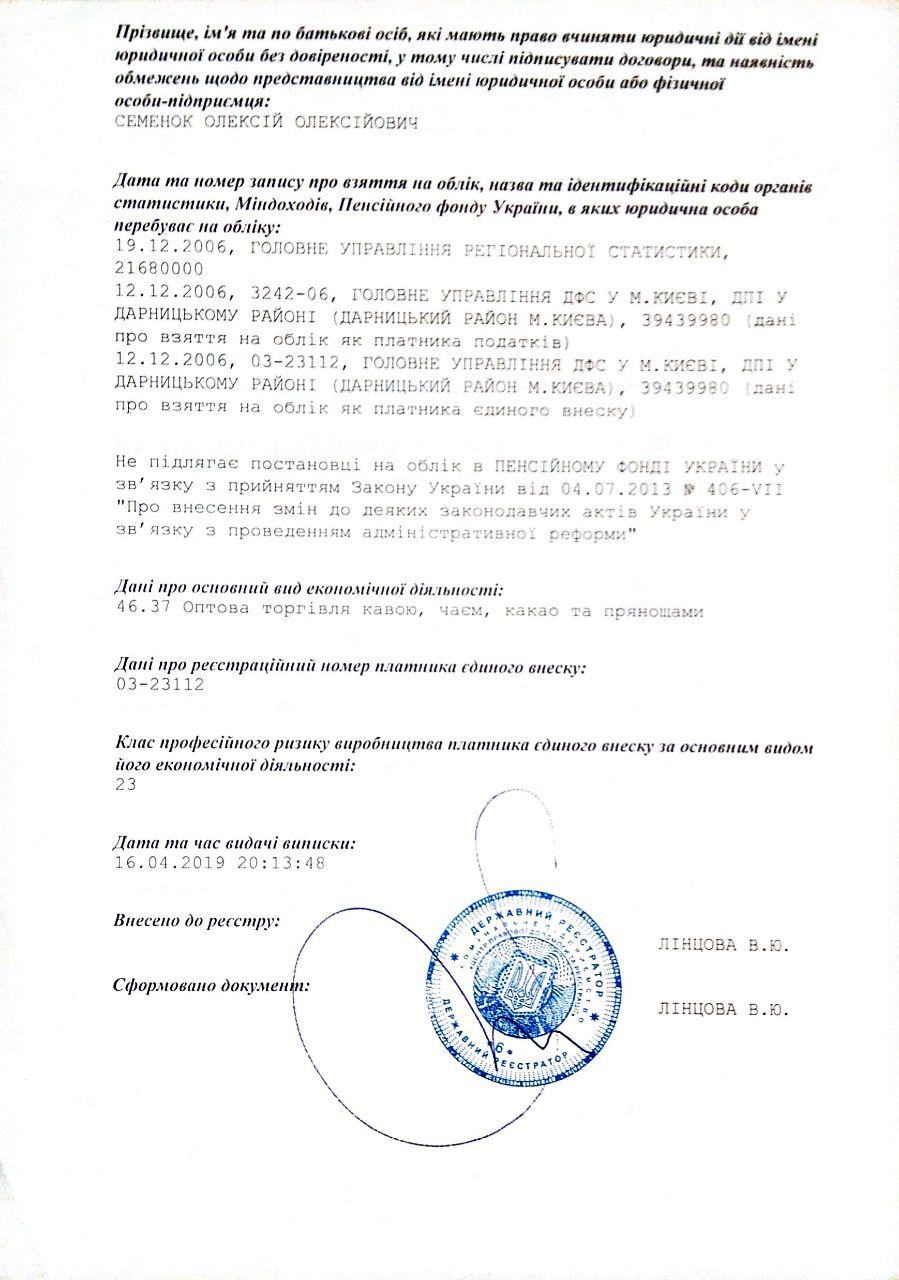 Прізвище, ім'я та по батькові осіб, які мають право вчиняти юридичні дії від імені
юридичної особи без довіреності, у тому числі підписувати договори, та наявність
обмежень щодо представництва від імені юридичної особи або фізичної
особи-підприємця:
СЕМЕНОК ОЛЕКСІЙ ОЛЕКСІЙОВИЧ
Дата та номер запису про взяття на облік, назва та ідентифікаційні коди органів
статистики, Міндоходів, Пенсійного фонду України, в яких юридична особа
перебуває на обліку:
19.12.2006, ГОЛОВНЕ УПРАВЛІННЯ РЕГІОНАЛЬНОЇ СТАТИСТИКИ,
21680000
12.12.2006, 3242-06, ГОЛОВНЕ УПРАВЛІННЯ ДФС У М.КИЄВІ, ДПІ У
ДАРНИЦЬКОМУ РАЙОНІ (ДАРНИЦЬКИЙ РАЙОН М.КИЄВА), 39439980 (дані
про взяття на облік як платника податків)
12.12.2006, 03-23112, ГОЛОВНЕ УПРАВЛІННЯ ДФС У М.КИЄВІ, ДПІ У
ДАРНИЦЬКОМУ РАЙОНІ (ДАРНИЦЬКИЙ РАЙОН М.КИЄВА), 39439980 (дані
про взяття на облік як платника єдиного внеску)
Не підлягає постановці на облік в ПЕНСІЙНОМУ ФОНДІ УКРАЇНИ у
зв'язку з прийняттям Закону України від 04.07.2013 № 406-VII
"Про внесення змін до деяких законодавчих актів України у
зв'язку з проведенням адміністративної реформи"
Дані про основний вид економічної діяльності:
46.37 Оптова торгівля кавою, чаєм, какао та прянощами
Дані про реєстраційний номер платника єдиного внеску:
03-23112
Клас професійного ризику виробництва платника єдиного внеску за основним видом
його економічної діяльності:
23
Дата та час видачі виписки:
16.04.2019 20:13:48
Внесено до реєстру:
ЛІНЦОВА В.Ю.
Сформовано документ:
ЛІНЦОВА В.Ю.
ДЕРЖАВНИЙ РЕЄСТРАТОР
КОМУНАЛЬНЕ ПІДПРИЄМСТВО
*6*
ДЕРЖАВНИЙ РЕЄСТРАТОР